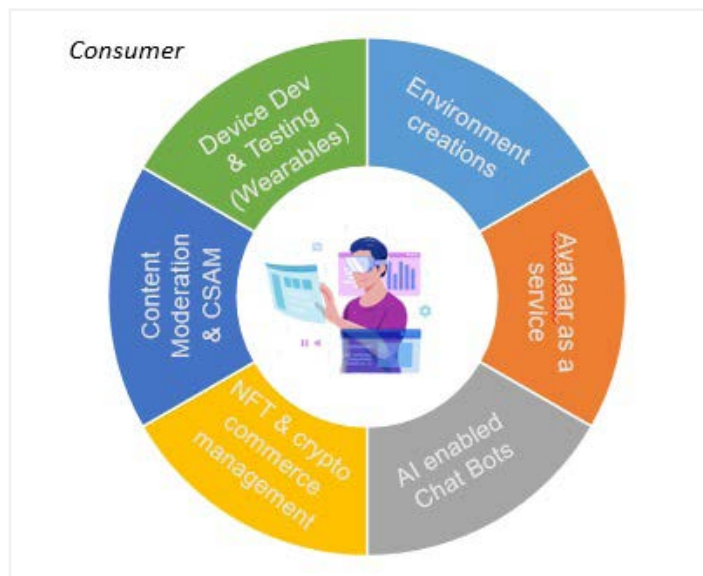 Consumer
Device Dev
& Testing
(Wearables)
Environment
creations
Avataar as a
service
AI enabled
Chat Bots
NFT & crypto
commerce
management
Content
Moderation
& CSAM